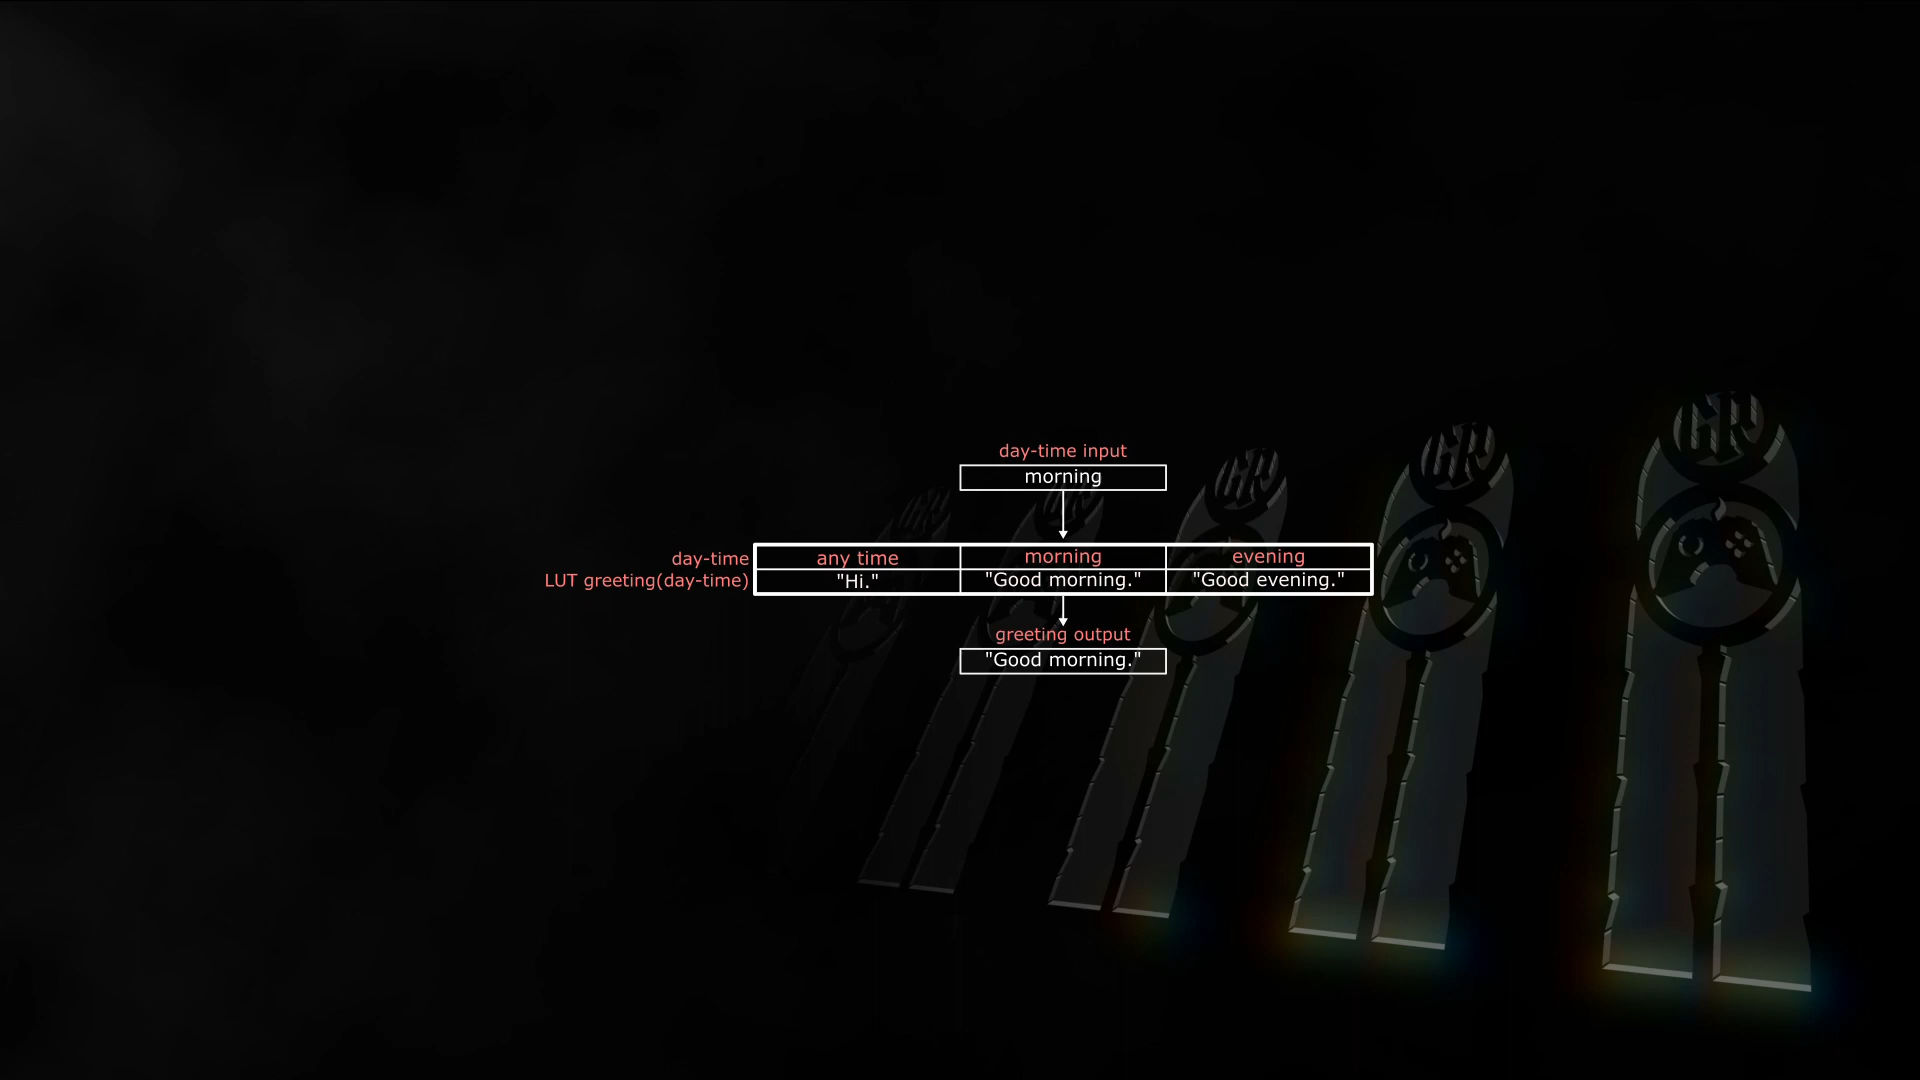 day-time input
morning
day-time any time morning evening
LUT greeting(day-time) "Hi." "Good morning." "Good evening."
greeting output
"Good morning."